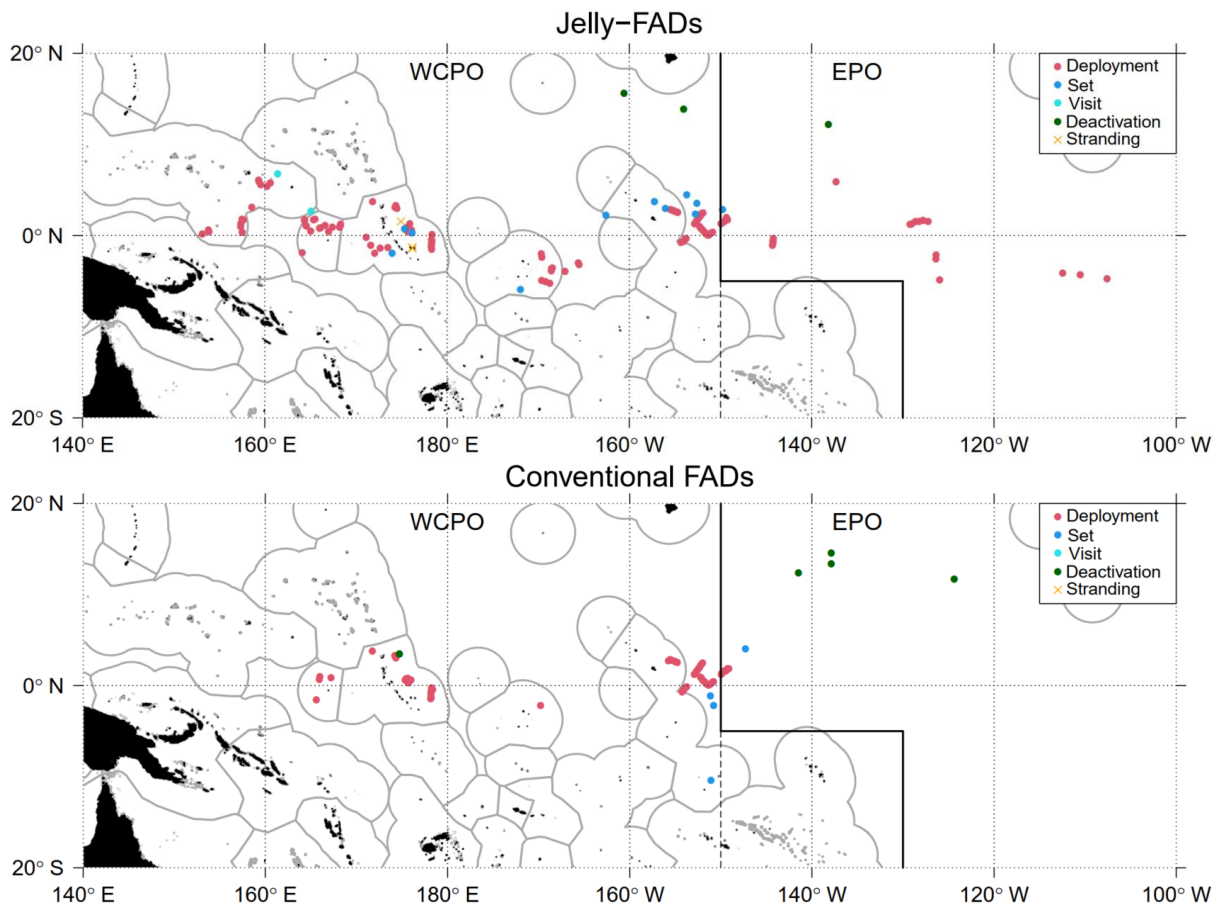 Jelly−FADs
20° N
WCPO
EPO
Deployment
Set
Visit
Deactivation
Stranding
0° N
20° S
140° E
160° E
180° E
160° W
140° W
120° W
100° W
Conventional FADs
20° N
WCPO
EPO
Deployment
Set
Visit
Deactivation
Stranding
0° N
20° S
140° E
160° E
180° E
160° W
140° W
120° W
100° W